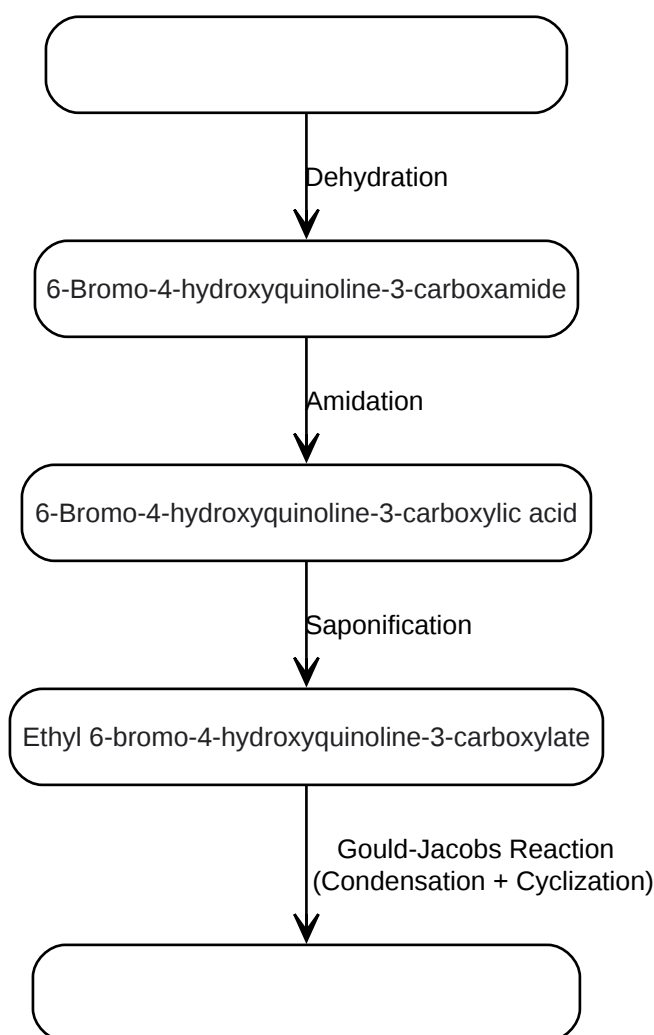 Dehydration
6-Bromo-4-hydroxyquinoline-3-carboxamide
Amidation
6-Bromo-4-hydroxyquinoline-3-carboxylic acid
Saponification
Ethyl 6-bromo-4-hydroxyquinoline-3-carboxylate
Gould-Jacobs Reaction
(Condensation + Cyclization)